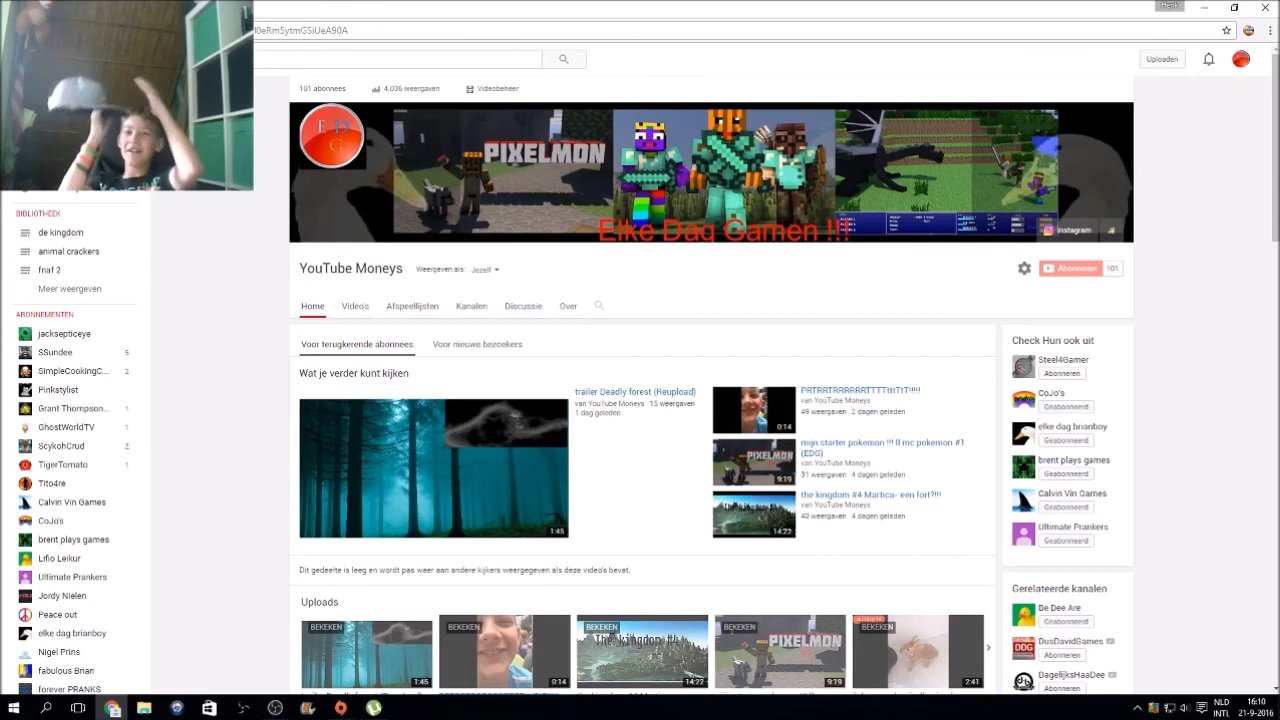 Henk
l0eRm5ytmGSiUeA90A
Uploaden
101 abonnees
4.036 weergaven
Videobeheer
E D G
PIXELMON
Elke Dag Gamen !!!
instagram
YouTube Moneys
Weergeven als: Jezelf
Abonneren 101
Home
Video's
Afspeellijsten
Kanalen
Discussie
Over
BIBLIOTHEEK
de kingdom
animal crackers
fnaf 2
Meer weergeven
ABONNEMENTEN
jacksepticeye
SSundee 5
SimpleCookingC... 2
Pinkstylist
Grant Thompson... 1
GhostWorldTV 1
ScykohCrud 2
TigerTomato 1
Tito4re
Calvin Vin Games
CoJo's
brent plays games
Lifio Leikur
Ultimate Prankers
Jordy Nielen
Peace out
elke dag brianboy
Nigel Prins
fabulous Brian
forever PRANKS
Voor terugkerende abonnees
Voor nieuwe bezoekers
Wat je verder kunt kijken
1:45
trailer Deadly forest (Reupload)
van YouTube Moneys 15 weergaven
1 dag geleden
0:14
van YouTube Moneys
49 weergaven 2 dagen geleden
PIXELMON
9:19
mijn starter pokemon !!! ll mc pokemon #1
(EDG)
van YouTube Moneys
31 weergaven 4 dagen geleden
14:22
the kingdom #4 Martica- een fort?!!!
van YouTube Moneys
40 weergaven 4 dagen geleden
Dit gedeelte is leeg en wordt pas weer aan andere kijkers weergegeven als deze video's bevat.
Uploads
BEKEKEN
1:45
BEKEKEN
0:14
BEKEKEN
The kingdom #4
14:22
BEKEKEN
PIXELMON
9:19
BEKEKEN
2:41
Check Hun ook uit
Steel4Gamer
Abonneren
CoJo's
Geabonneerd
elke dag brianboy
Geabonneerd
brent plays games
Geabonneerd
Calvin Vin Games
Geabonneerd
Ultimate Prankers
Geabonneerd
Gerelateerde kanalen
Be Dee Are
Geabonneerd
DDG
DusDavidGames
Abonneren
DagelijksHaaDee
Abonneren
NLD
INTL
16:10
21-9-2016